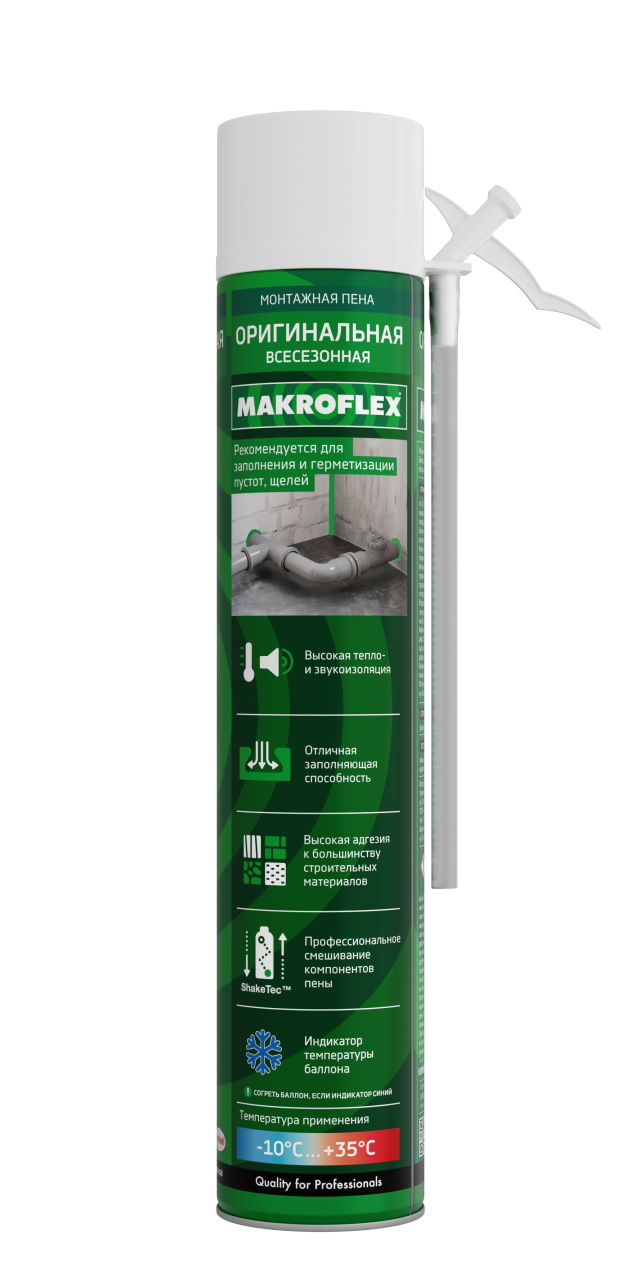 МОНТАЖНАЯ ПЕНА
ОРИГИНАЛЬНАЯ
ВСЕСЕЗОННАЯ
MAKROFLEX
Рекомендуется для
заполнения и герметизации
пустот, щелей
Высокая тепло-
и звукоизоляция
Отличная
заполняющая
способность
Высокая адгезия
к большинству
строительных
материалов
Профессиональное
смешивание
компонентов
пены
ShakeTec™
Индикатор
температуры
баллона
! СОГРЕТЬ БАЛЛОН, ЕСЛИ ИНДИКАТОР СИНИЙ
Температура применения
-10°C...+35°C
Quality for Professionals